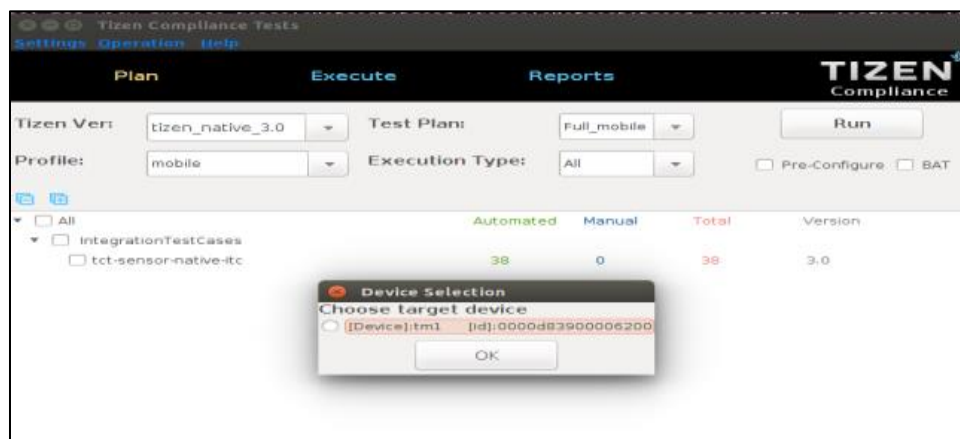 Tizen Compliance Tests
Settings Operation Help
Plan Execute Reports TIZEN
Compliance
Tizen Ver: tizen_native_3.0 Test Plan: Full_mobile Run
Profile: mobile Execution Type: All Pre-Configure BAT
All Automated Manual Total Version
IntegrationTestCases
tct-sensor-native-itc 38 0 38 3.0
Device Selection
Choose target device
[Device]:tm1 [Id]:0000d83900006200
OK